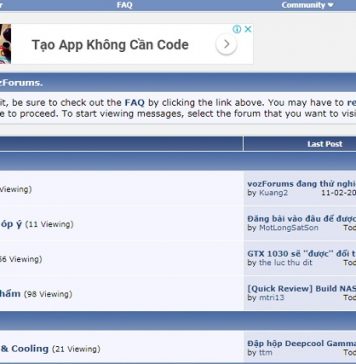 FAQ Community
Tạo App Không Cần Code
zForums.
it, be sure to check out the FAQ by clicking the link above. You may have to re
e to proceed. To start viewing messages, select the forum that you want to visi
Last Post
Viewing)
vozForums đang thử nghi
by Kuang2 11-02-20
óp ý (11 Viewing)
Đăng bài vào đâu để được
by MotLongSatSon Tod
66 Viewing)
GTX 1030 sẽ "được" đổi t
by the luc thu dit Toda
hẩm (98 Viewing)
[Quick Review] Build NAS
by mtri13 Tod
& Cooling (21 Viewing)
Đập hộp Deepcool Gamma
by ttm Tod